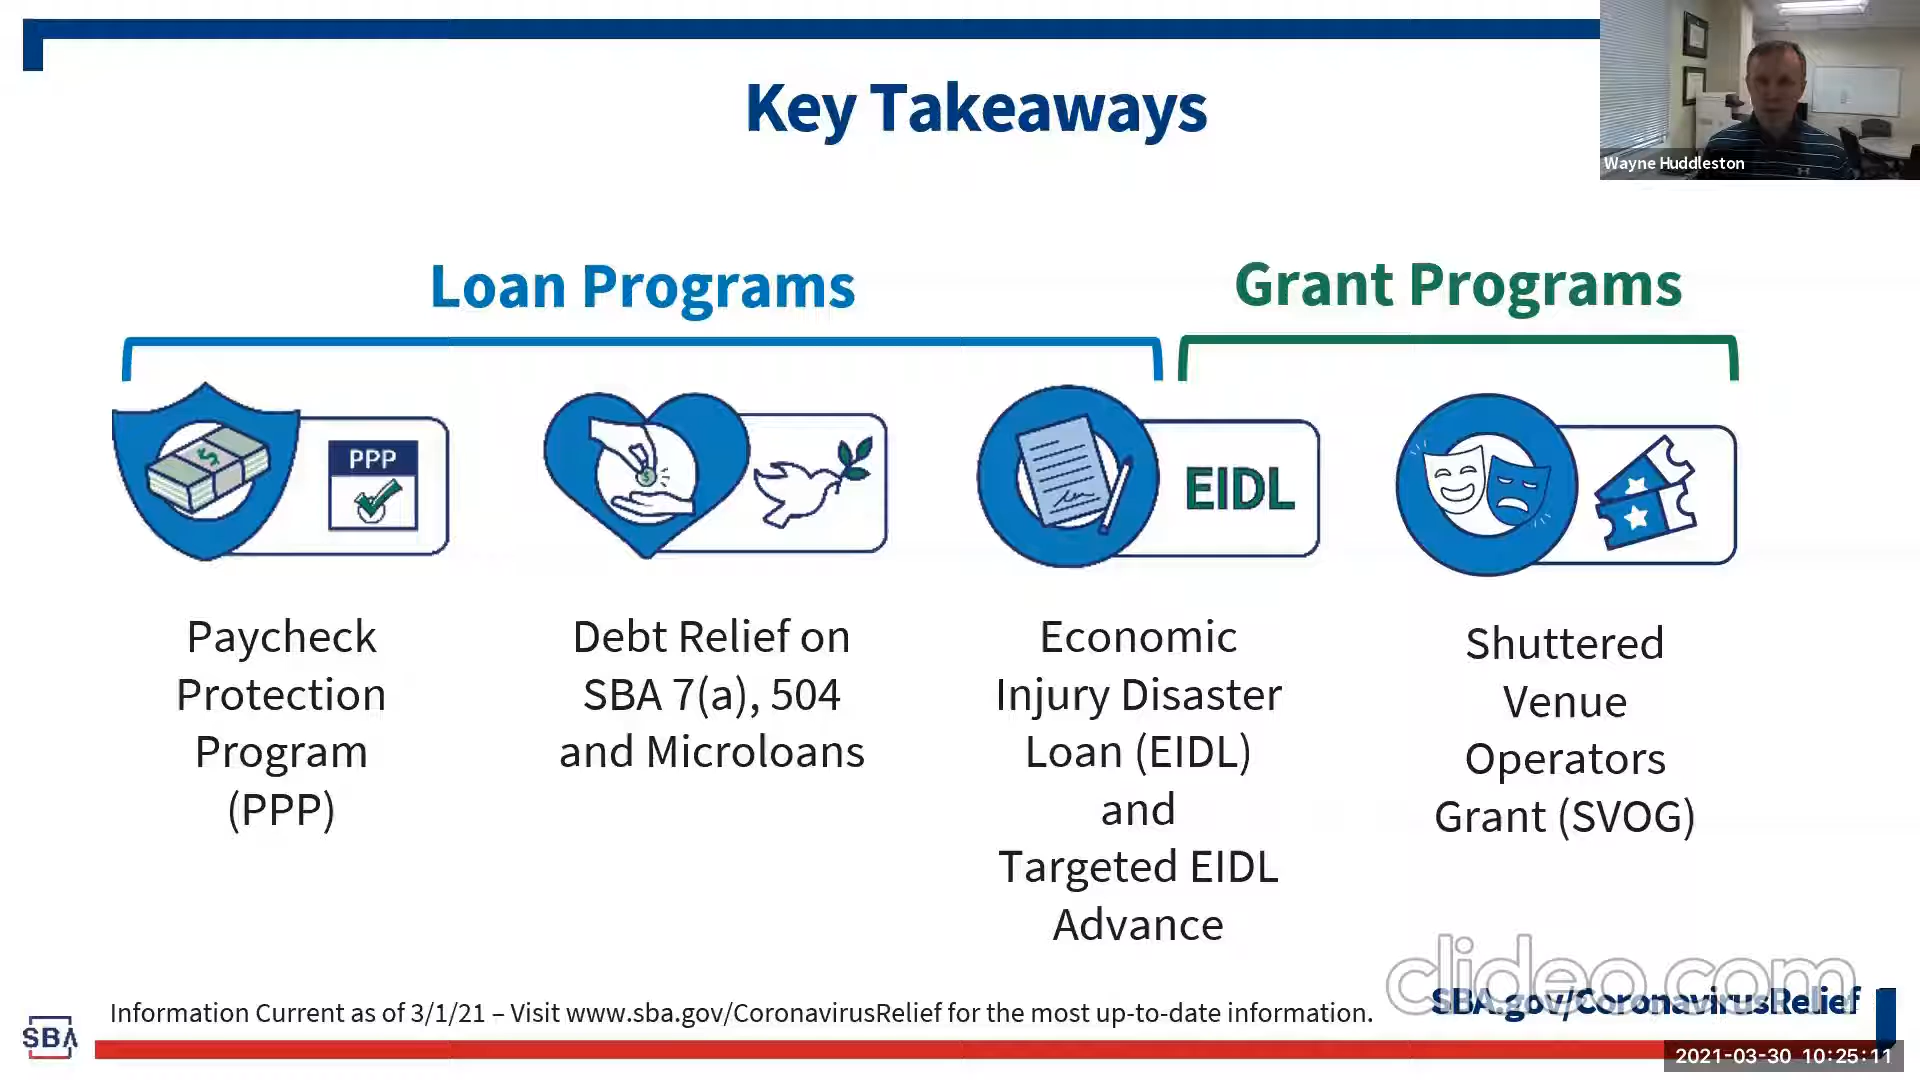 Key Takeaways
Wayne Huddleston
Loan Programs
Grant Programs
PPP
EIDL
Paycheck
Protection
Program
(PPP)
Debt Relief on
SBA 7(a), 504
and Microloans
Economic
Injury Disaster
Loan (EIDL)
and
Targeted EIDL
Advance
Shuttered
Venue
Operators
Grant (SVOG)
clideo.com
Information Current as of 3/1/21 – Visit www.sba.gov/CoronavirusRelief for the most up-to-date information.
SBA.gov/CoronavirusRelief
SBA
2021-03-30 10:25:11